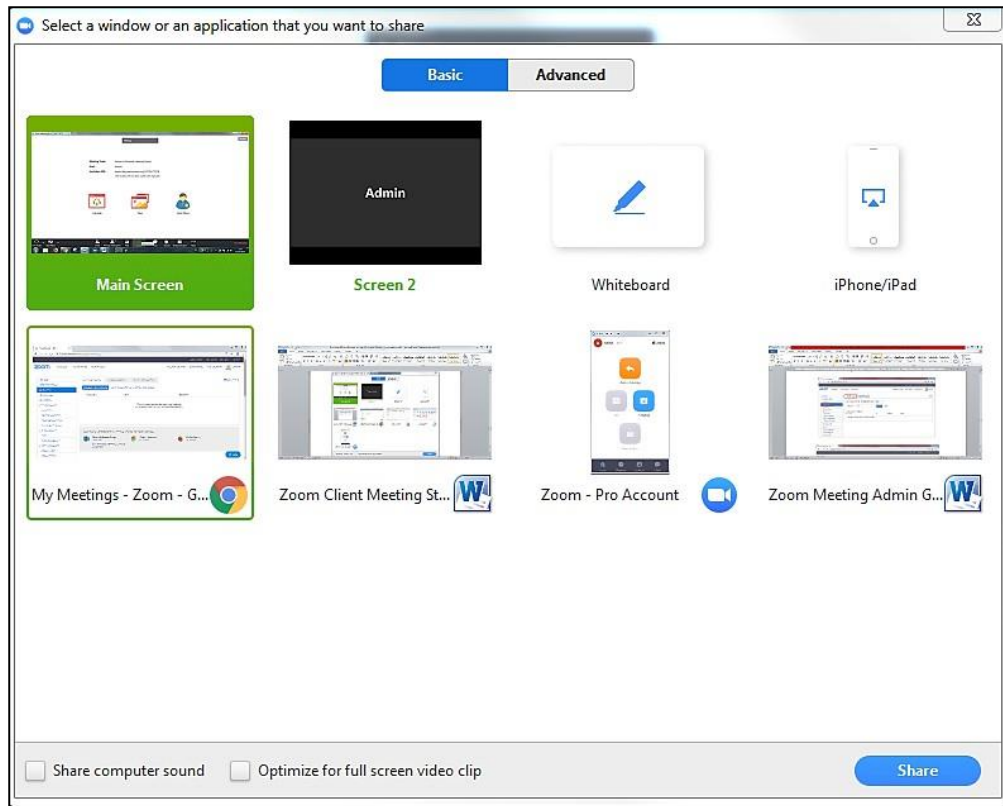 Select a window or an application that you want to share
Basic Advanced
Admin
Main Screen Screen 2 Whiteboard iPhone/iPad
My Meetings - Zoom - G... Zoom Client Meeting St... Zoom - Pro Account Zoom Meeting Admin G...
Share computer sound Optimize for full screen video clip Share